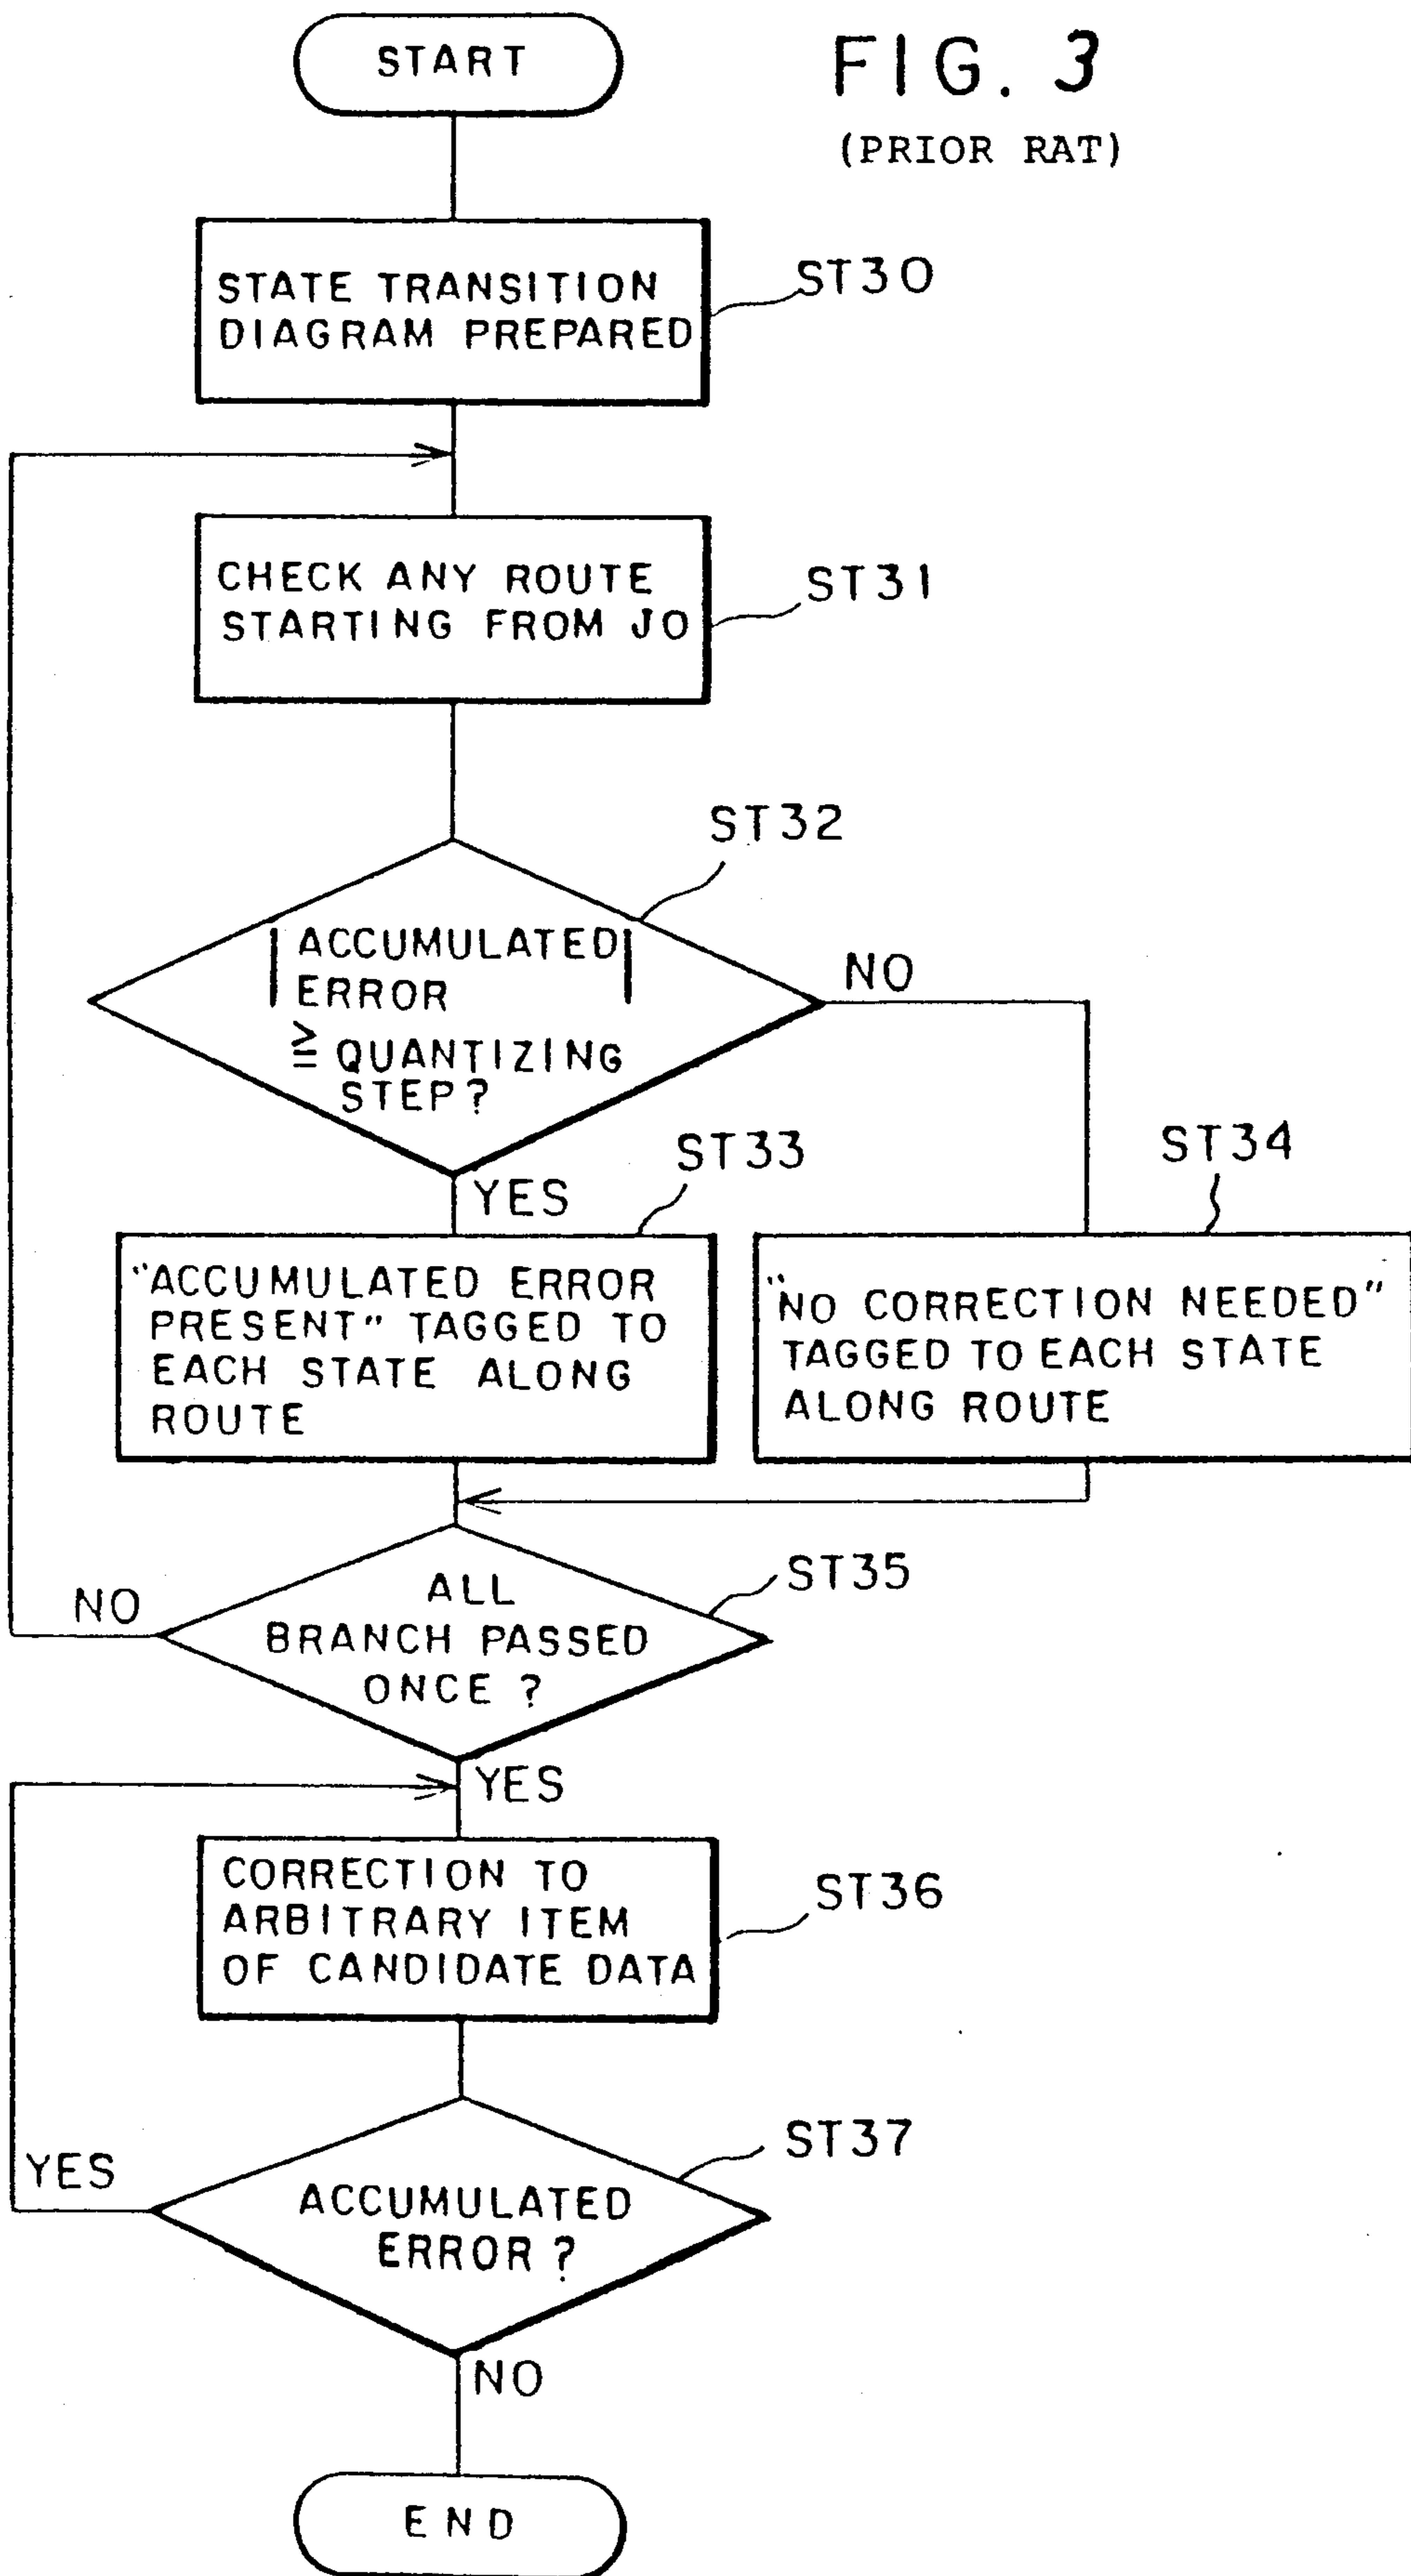 START
FIG. 3
(PRIOR RAT)
STATE TRANSITION
DIAGRAM PREPARED
ST30
CHECK ANY ROUTE
STARTING FROM JO
ST31
ST32
| ACCUMULATED |
ERROR
≧ QUANTIZING
STEP?
NO
YES
ST33
ST34
"ACCUMULATED ERROR
PRESENT" TAGGED TO
EACH STATE ALONG
ROUTE
"NO CORRECTION NEEDED"
TAGGED TO EACH STATE
ALONG ROUTE
ST35
ALL
BRANCH PASSED
ONCE ?
NO
YES
CORRECTION TO
ARBITRARY ITEM
OF CANDIDATE DATA
ST36
ST37
YES
ACCUMULATED
ERROR ?
NO
END